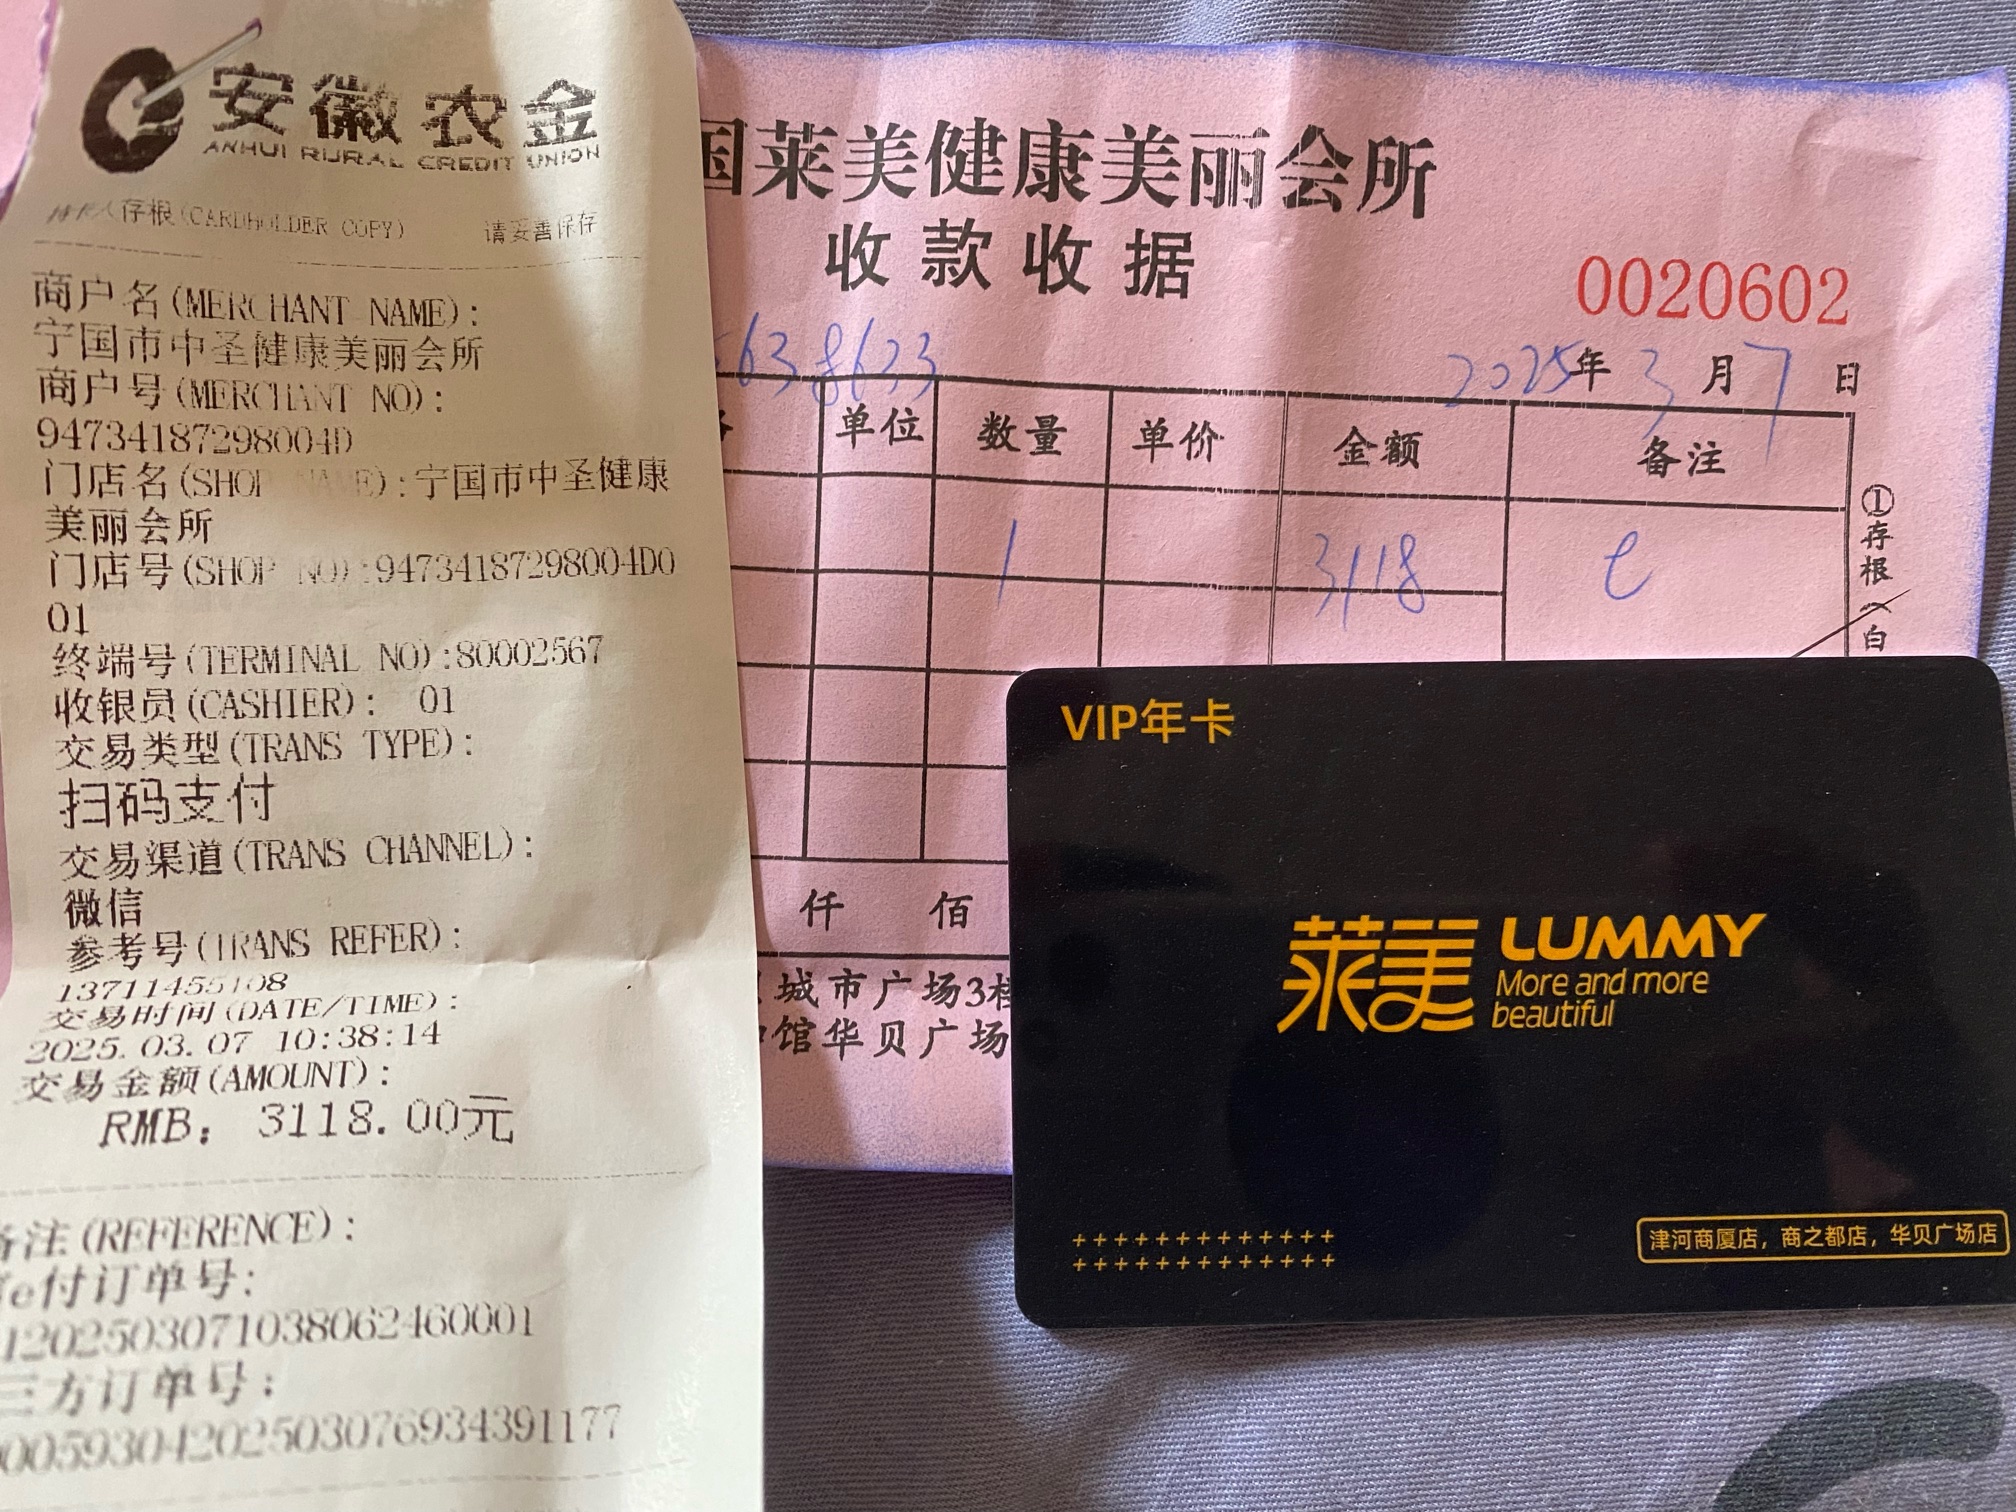 安徽农金
ANHUI RURAL CREDIT UNION
持卡人存根(CARDHOLDER COPY) 请妥善保存
商户名(MERCHANT NAME):
宁国市中圣健康美丽会所
商户号(MERCHANT NO):
94734187298004D
门店名(SHOP NAME):宁国市中圣健康
美丽会所
门店号(SHOP NO):94734187298004D0
01
终端号(TERMINAL NO):80002567
收银员(CASHIER): 01
交易类型(TRANS TYPE):
扫码支付
交易渠道(TRANS CHANNEL):
微信
参考号(TRANS REFER):
13711455108
交易时间(DATE/TIME):
2025.03.07 10:38:14
交易金额(AMOUNT):
RMB: 3118.00元
备注(REFERENCE):
e付订单号:
1202503071038062460001
三方订单号:
0059304202503076934391177
国莱美健康美丽会所
收款收据
0020602
638623
2025年3月7日
单位 数量 单价 金额 备注
1 3118
①存根(白
仟 佰
城市广场3
馆华贝广场
VIP年卡
莱美 LUMMY
More and more
beautiful
+++++++++++++
+++++++++++++
津河商厦店，商之都店，华贝广场店